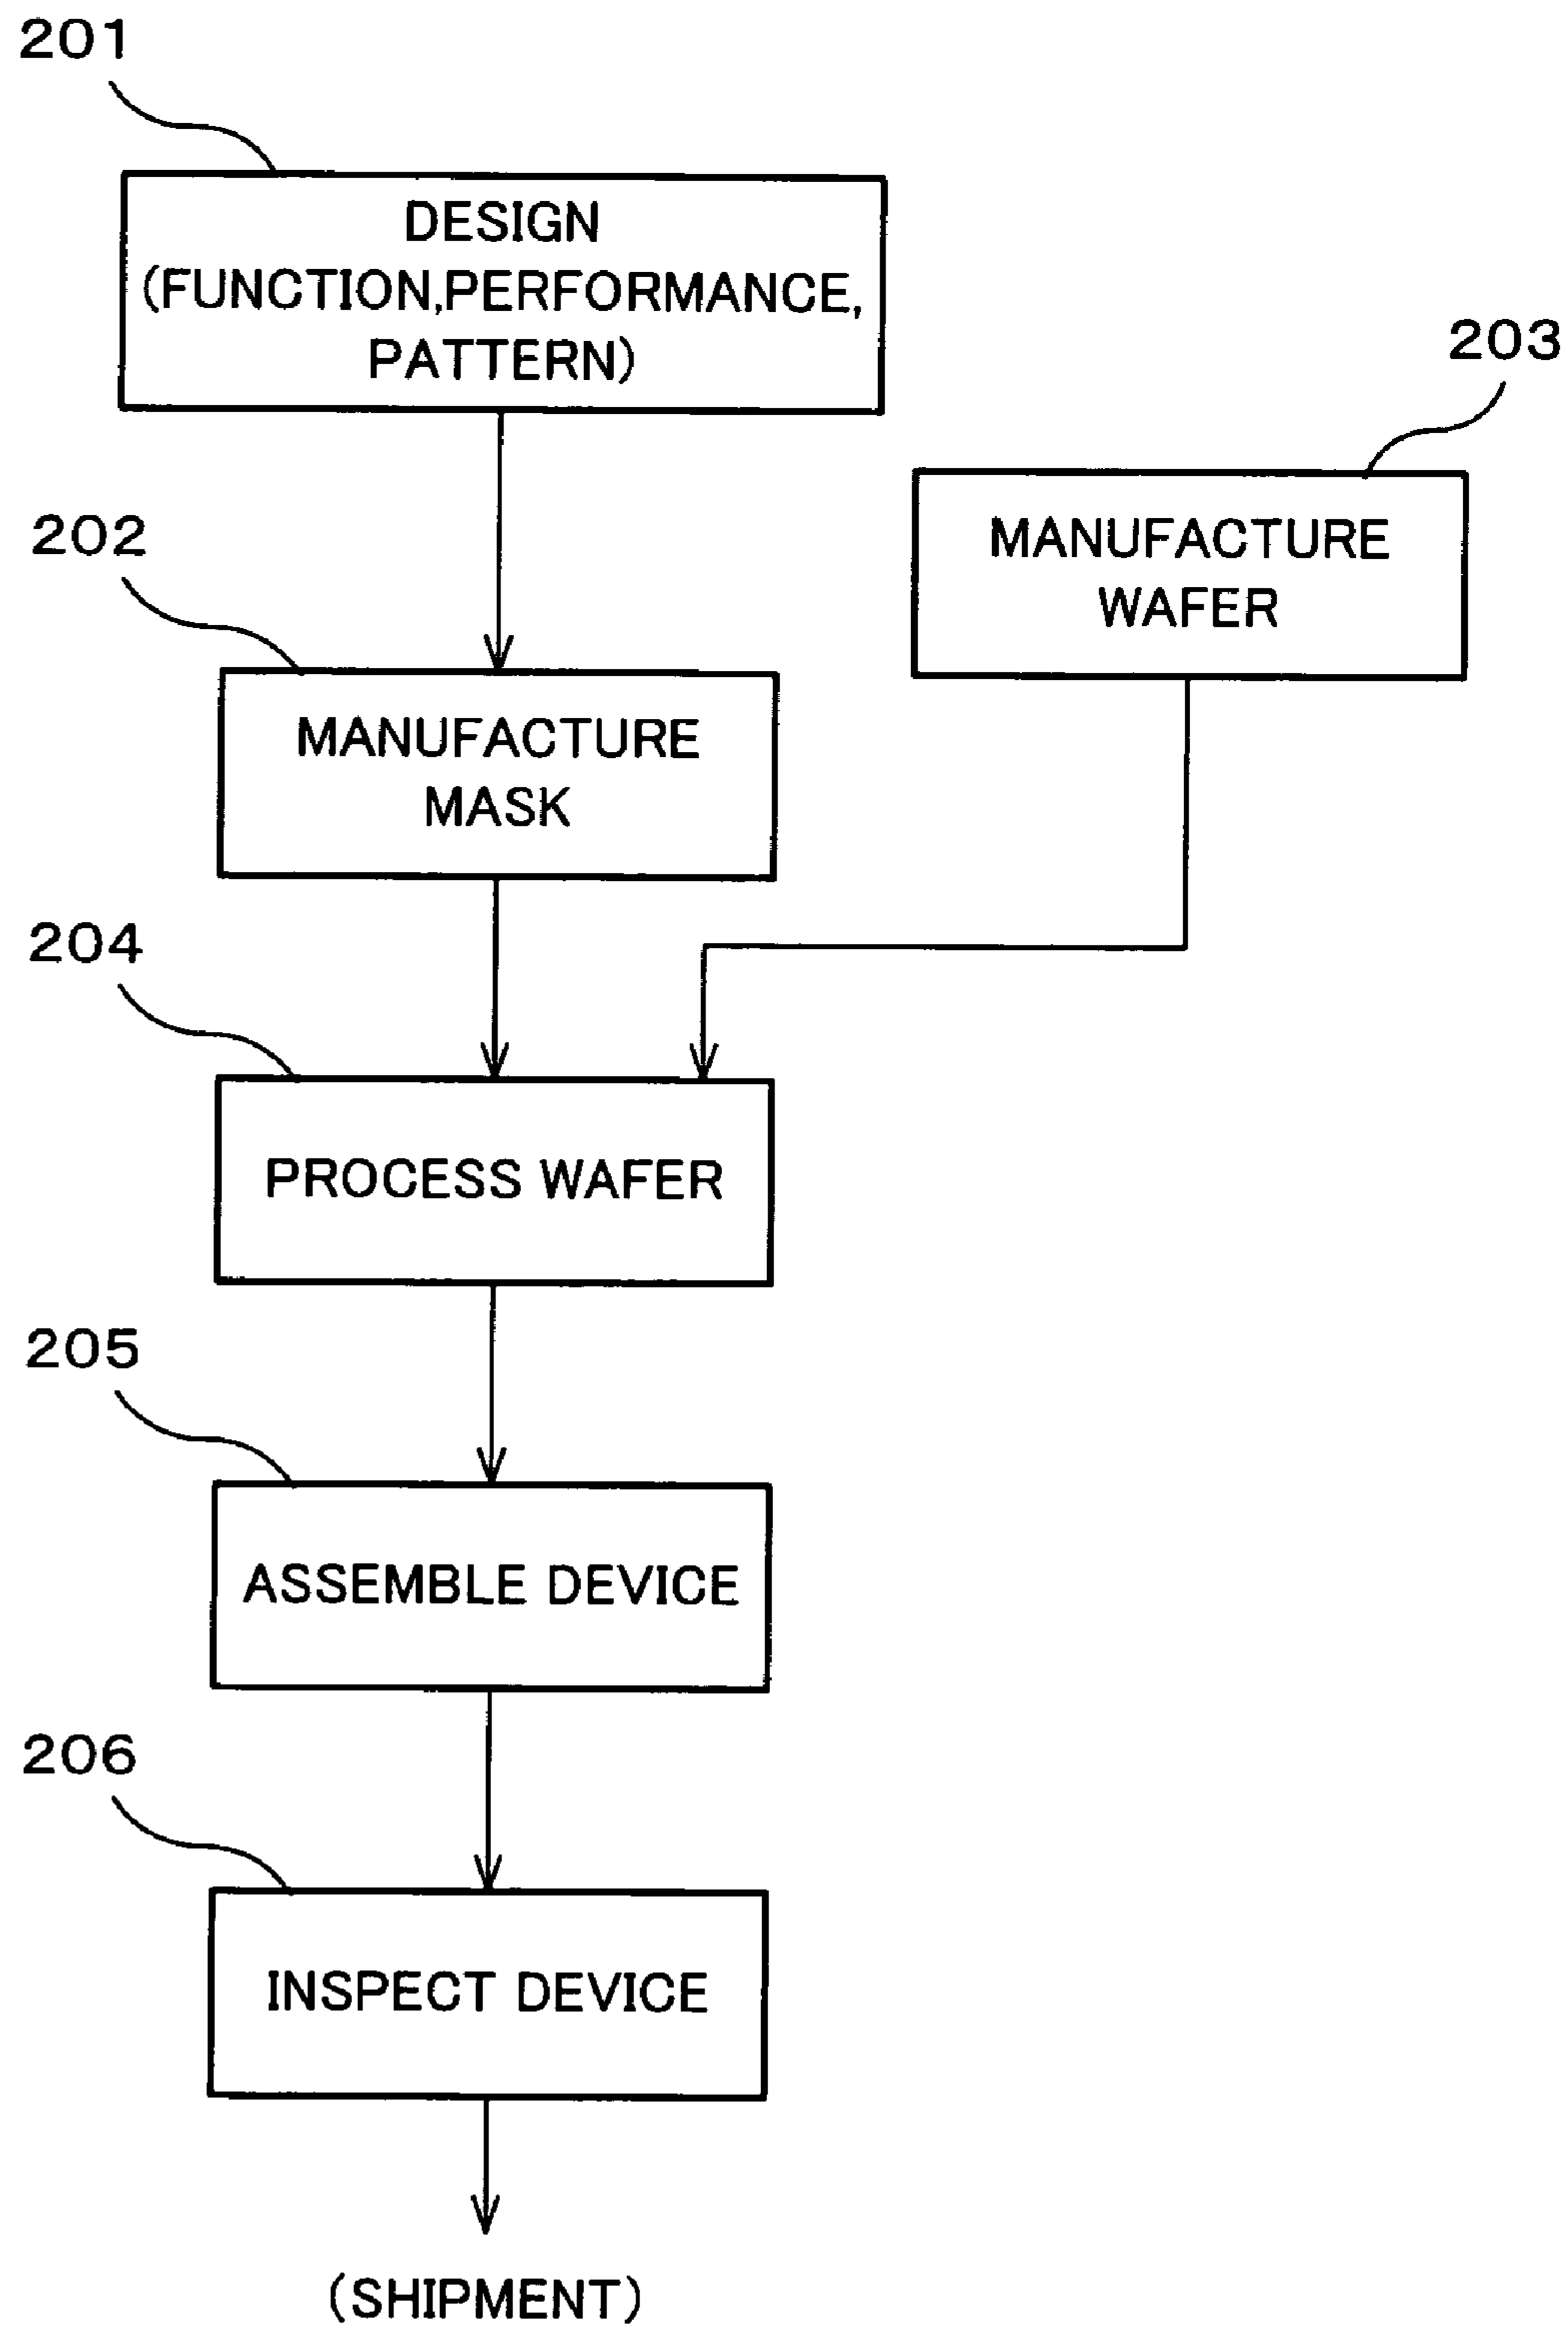 201
DESIGN
(FUNCTION,PERFORMANCE,
PATTERN)
203
MANUFACTURE
WAFER
202
MANUFACTURE
MASK
204
PROCESS WAFER
205
ASSEMBLE DEVICE
206
INSPECT DEVICE
(SHIPMENT)